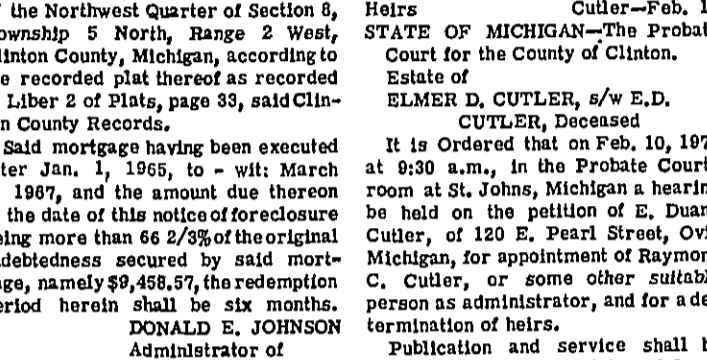 the Northwest Quarter of Section 8,
ownship 5 North, Range 2 West,
linton County, Michigan, according to
e recorded plat thereof as recorded
Liber 2 of Plats, page 33, said Clin-
n County Records.
Said mortgage having been executed
ter Jan. 1, 1965, to - wit: March
1967, and the amount due thereon
the date of this notice of foreclosure
eing more than 66 2/3% of the original
debtedness secured by said mort-
age, namely $9,458.57, the redemption
eriod herein shall be six months.
DONALD E. JOHNSON
Administrator of
Heirs Cutler—Feb. 1
STATE OF MICHIGAN—The Probat
Court for the County of Clinton.
Estate of
ELMER D. CUTLER, s/w E.D.
CUTLER, Deceased
It is Ordered that on Feb. 10, 197
at 9:30 a.m., in the Probate Court
room at St. Johns, Michigan a hearin
be held on the petition of E. Duan
Cutler, of 120 E. Pearl Street, Ovi
Michigan, for appointment of Raymon
C. Cutler, or some other suitabl
person as administrator, and for a de
termination of heirs.
Publication and service shall b